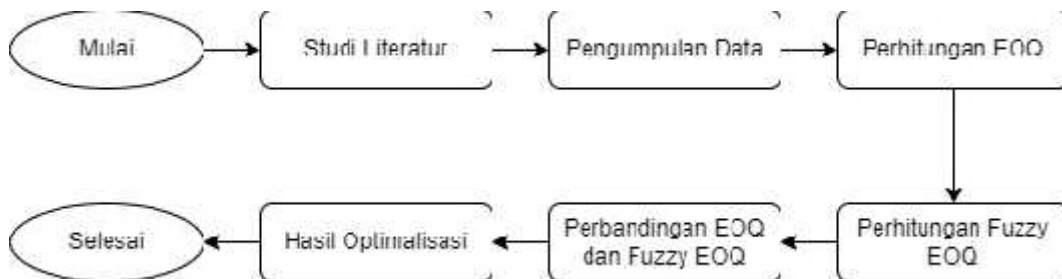 Mulai
Studi Literatur
Pengumpulan Data
Perhitungan EOQ
Perhitungan Fuzzy
EOQ
Perbandingan EOQ
dan Fuzzy EOQ
Hasil Optimalisasi
Selesai